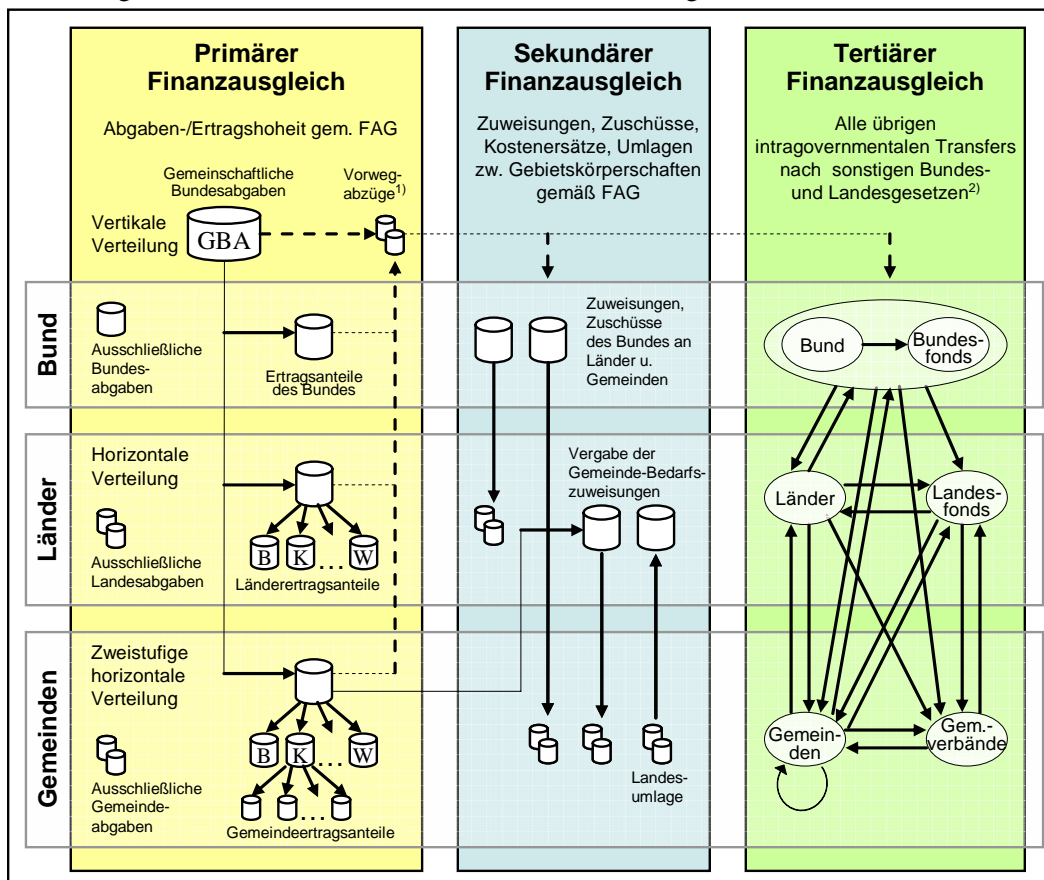 Primärer
Finanzausgleich
Abgaben-/Ertragshoheit gem. FAG
Gemeinschaftliche
Bundesabgaben
Vorweg-
abzüge1)
Vertikale
Verteilung
GBA
Sekundärer
Finanzausgleich
Zuweisungen, Zuschüsse,
Kostenersätze, Umlagen
zw. Gebietskörperschaften
gemäß FAG
Tertiärer
Finanzausgleich
Alle übrigen
intragovernmentalen Transfers
nach sonstigen Bundes-
und Landesgesetzen2)
Bund
Ausschließliche
Bundes-
abgaben
Ertragsanteile
des Bundes
Zuweisungen,
Zuschüsse
des Bundes an
Länder u.
Gemeinden
Bund
Bundes-
fonds
Länder
Horizontale
Verteilung
Ausschließliche
Landesabgaben
B K ... W
Länderertragsanteile
Vergabe der
Gemeinde-Bedarfs-
zuweisungen
Länder
Landes-
fonds
Gemeinden
Zweistufige
horizontale
Verteilung
Ausschließliche
Gemeinde-
abgaben
B K ... W
...
Gemeindeertragsanteile
Landes-
umlage
Gemein-
den
Gem.-
verbände